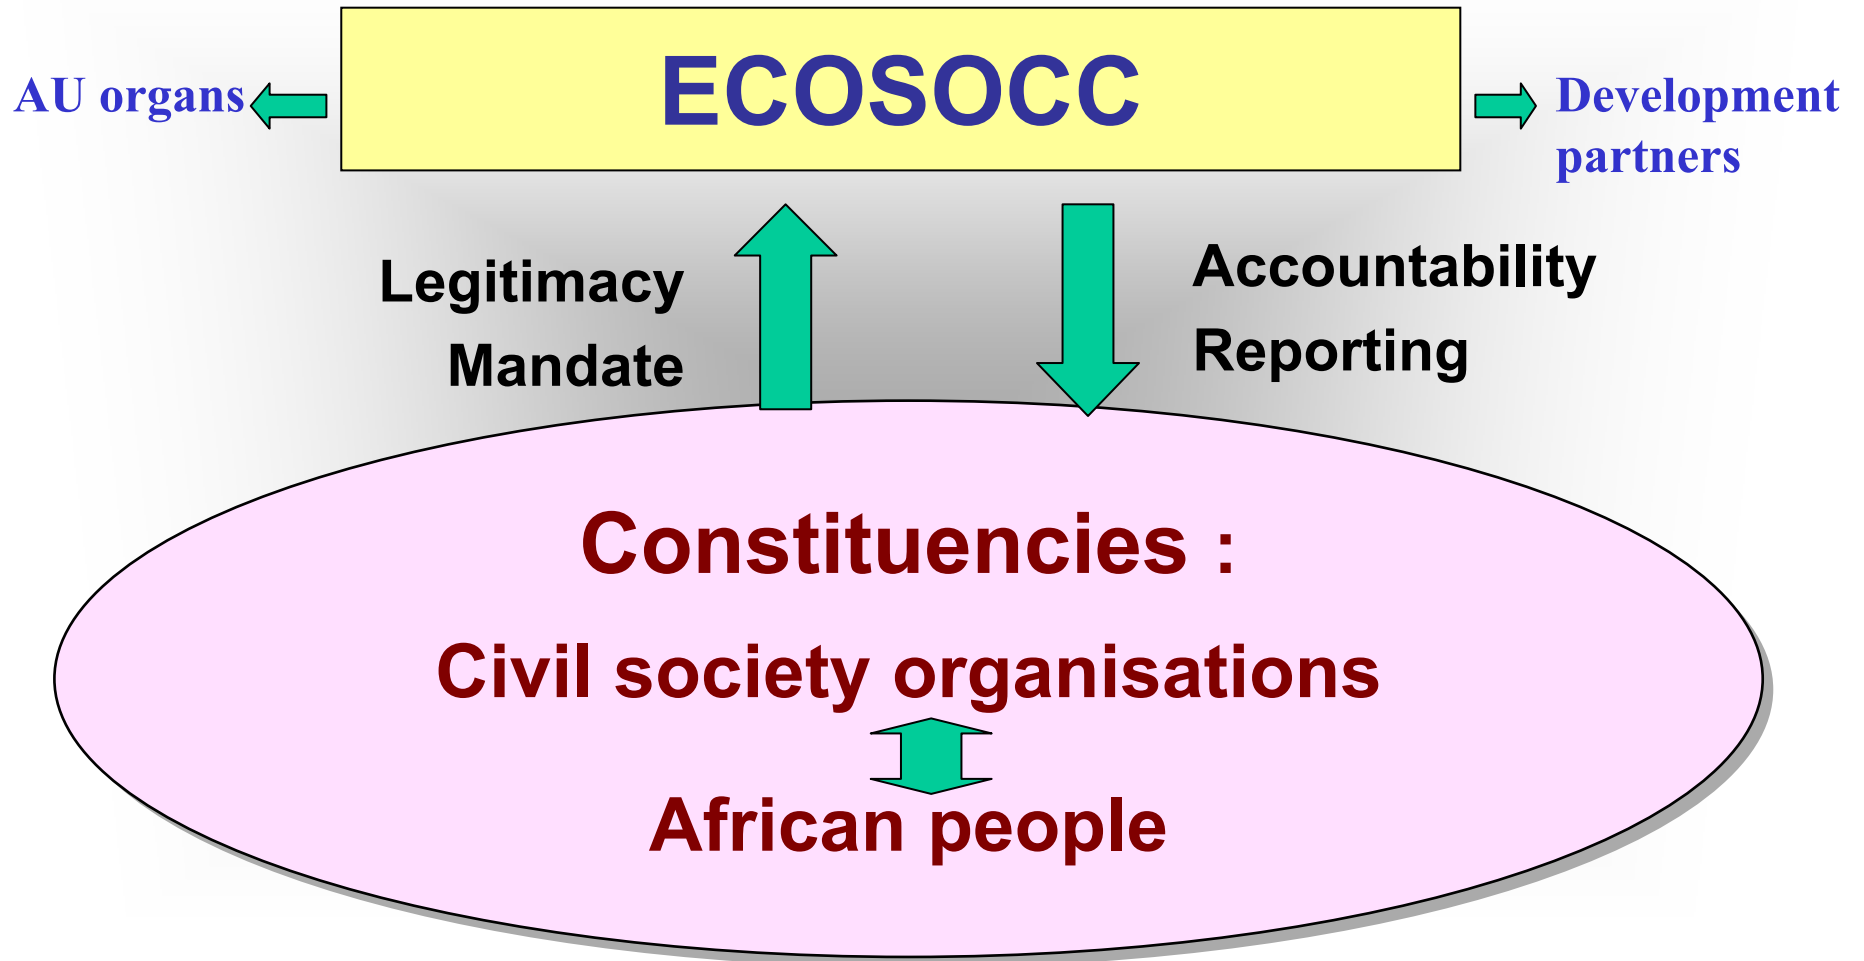 ECOSOCC
AU organs
Development
partners
Legitimacy
Mandate
Accountability
Reporting
Constituencies :
Civil society organisations
African people